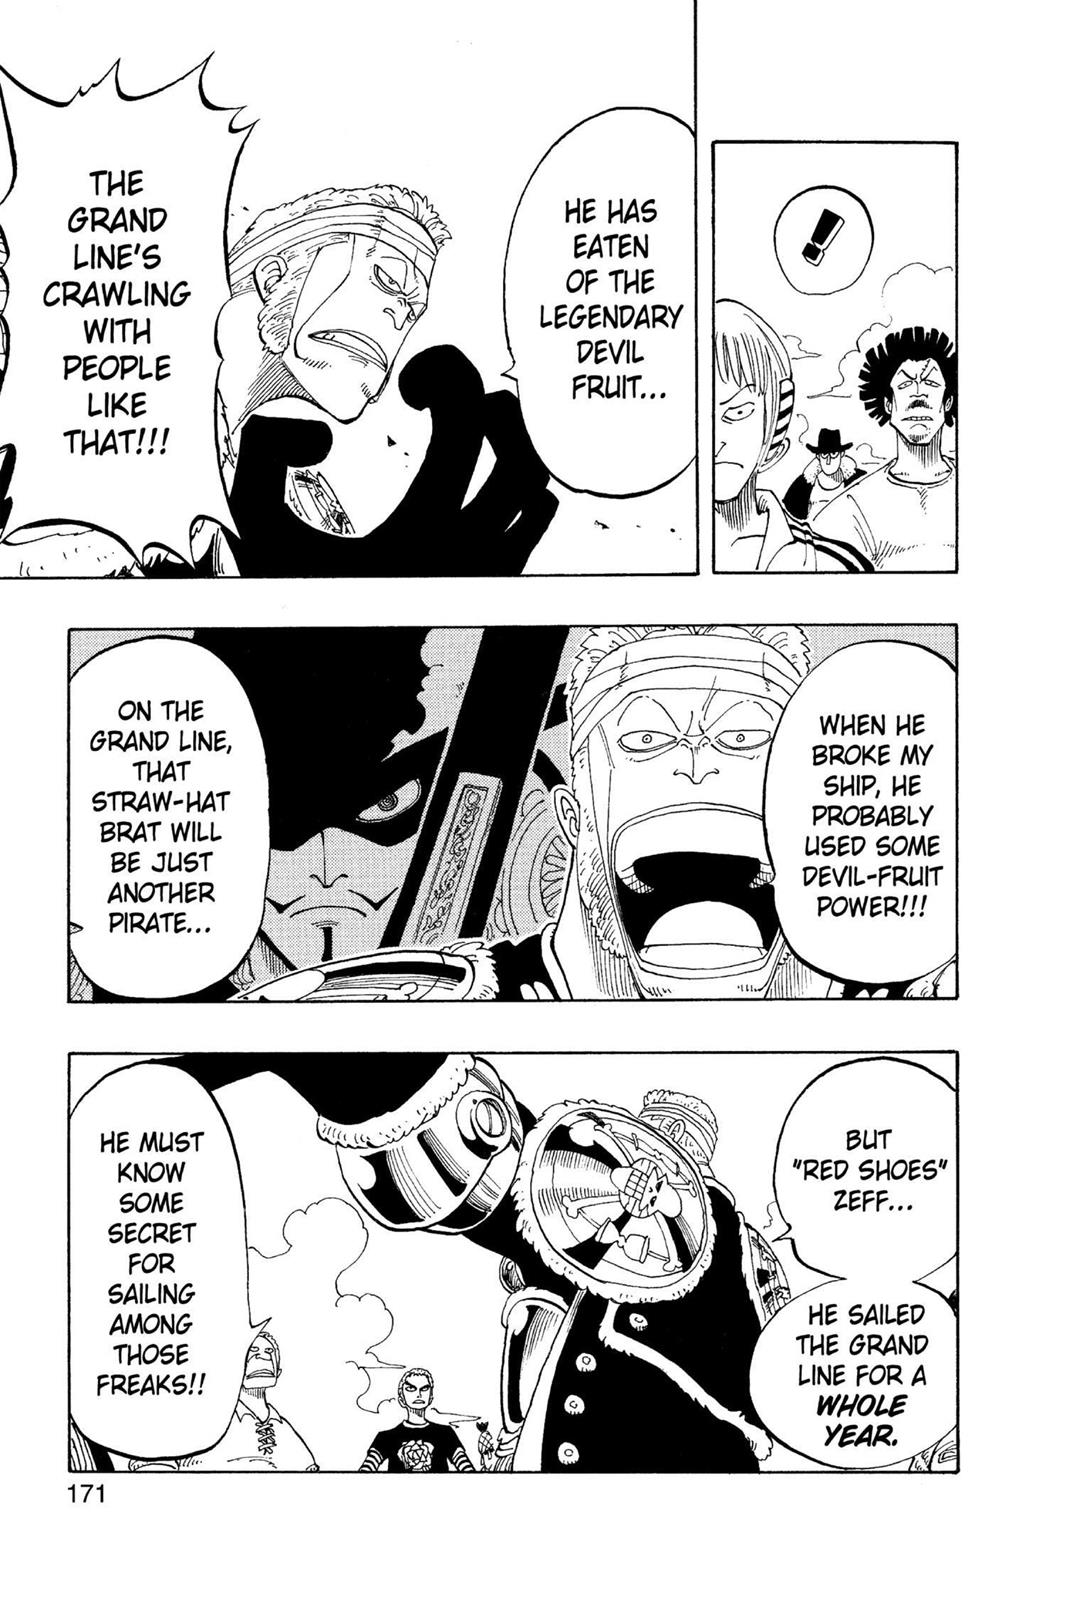 !
HE HAS
EATEN
OF THE
LEGENDARY
DEVIL
FRUIT...
THE
GRAND
LINE'S
CRAWLING
WITH
PEOPLE
LIKE
THAT!!!
WHEN HE
BROKE MY
SHIP, HE
PROBABLY
USED SOME
DEVIL-FRUIT
POWER!!!
ON THE
GRAND LINE,
THAT
STRAW-HAT
BRAT WILL
BE JUST
ANOTHER
PIRATE...
BUT
"RED SHOES"
ZEFF...
HE SAILED
THE GRAND
LINE FOR A
WHOLE
YEAR.
HE MUST
KNOW
SOME
SECRET
FOR
SAILING
AMONG
THOSE
FREAKS!!
171